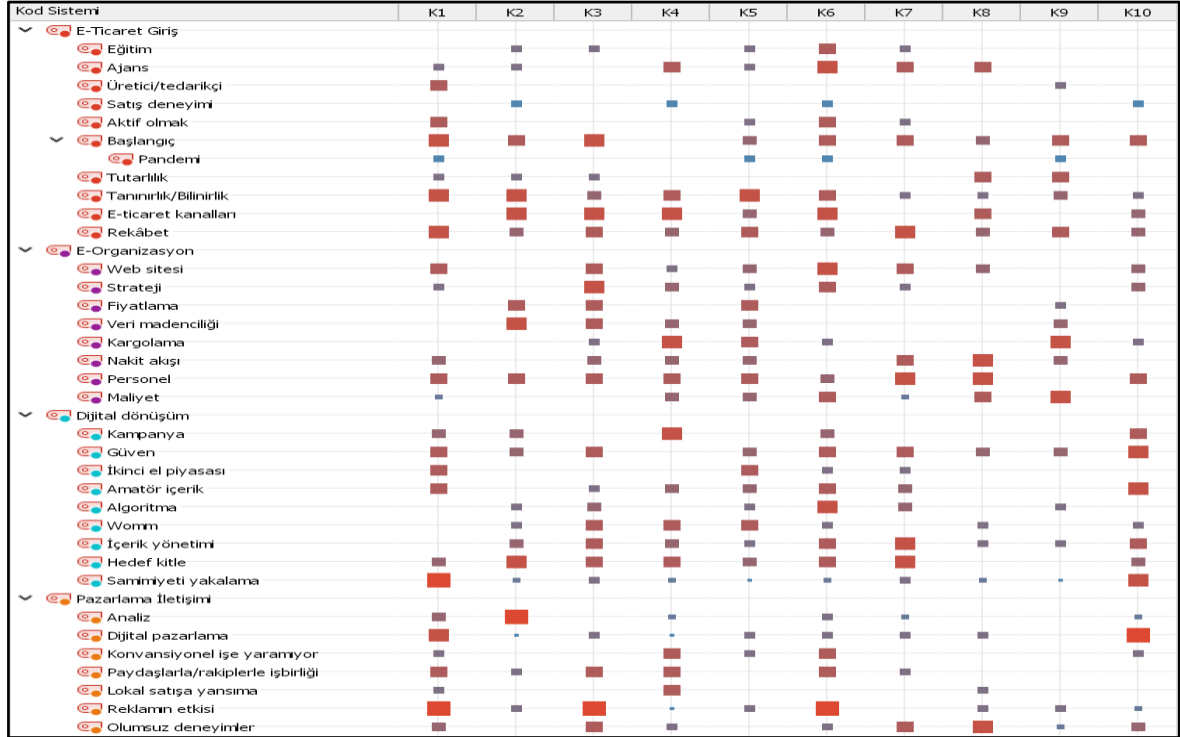 Kod Sistemi K1 K2 K3 K4 K5 K6 K7 K8 K9 K10
E-Ticaret Giriş
Eğitim
Ajans
Üretici/tedarikçi
Satış deneyimi
Aktif olmak
Başlangıç
Pandemi
Tutarlılık
Tanınırlık/Bilinirlik
E-ticaret kanalları
Rekâbet
E-Organizasyon
Web sitesi
Strateji
Fiyatlama
Veri madenciliği
Kargolama
Nakit akışı
Personel
Maliyet
Dijital dönüşüm
Kampanya
Güven
İkinci el piyasası
Amatör içerik
Algoritma
Womm
İçerik yönetimi
Hedef kitle
Samimiyeti yakalama
Pazarlama İletişimi
Analiz
Dijital pazarlama
Konvansiyonel işe yaramıyor
Paydaşlarla/rakiplerle işbirliği
Lokal satışa yansıma
Reklamın etkisi
Olumsuz deneyimler